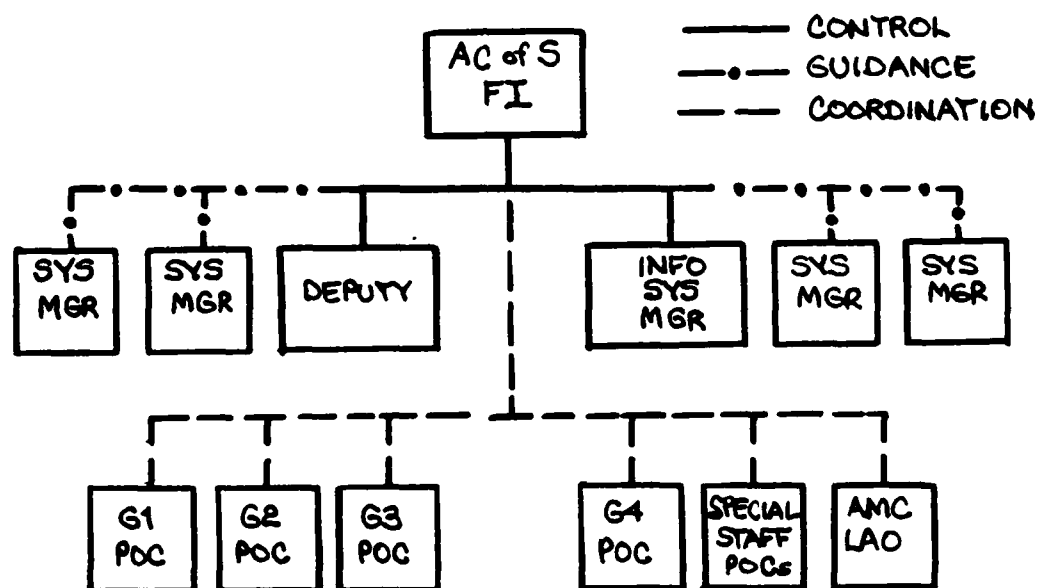 AC of S
FI
CONTROL
GUIDANCE
COORDINATION
SYS
MGR
SYS
MGR
DEPUTY
INFO
SYS
MGR
SYS
MGR
SYS
MGR
G1
POC
G2
POC
G3
POC
G4
POC
SPECIAL
STAFF
POCs
AMC
LAO